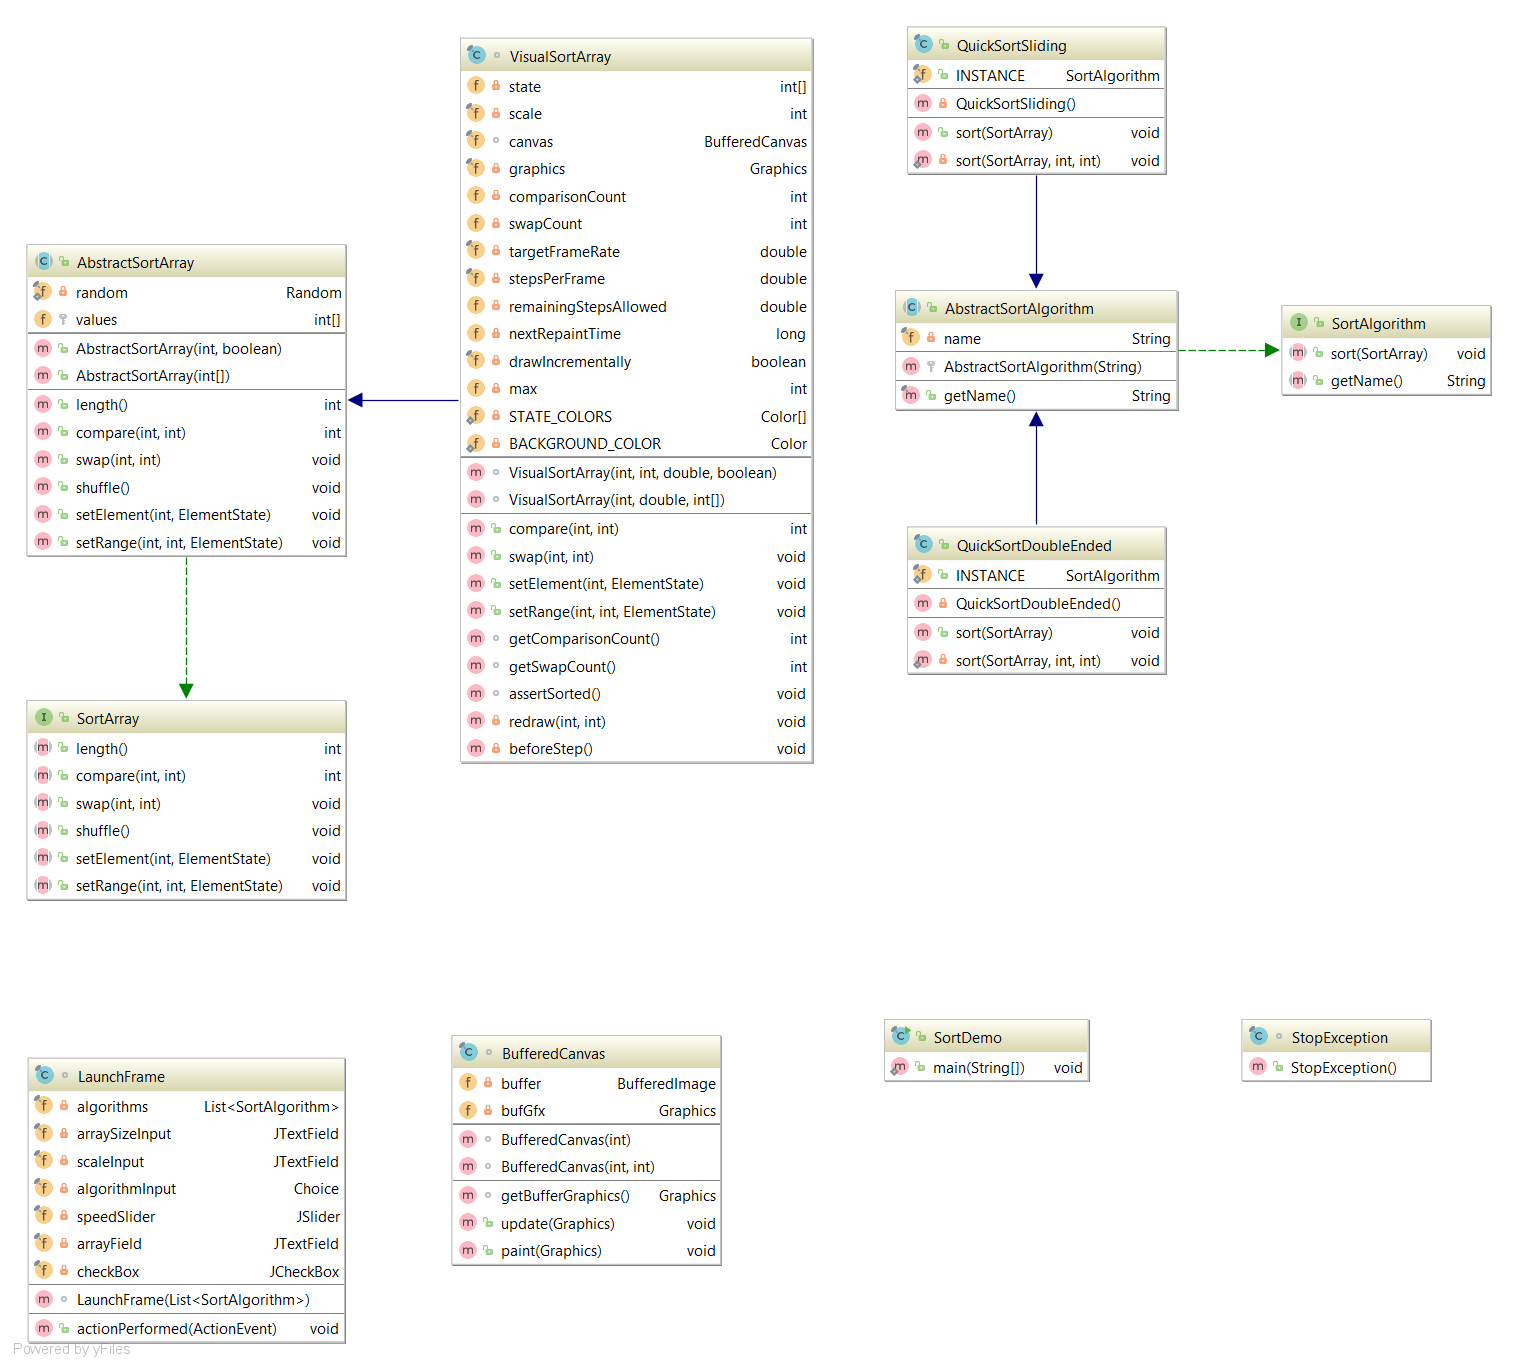 VisualSortArray
state int[]
scale int
canvas BufferedCanvas
graphics Graphics
comparisonCount int
swapCount int
targetFrameRate double
stepsPerFrame double
remainingStepsAllowed double
nextRepaintTime long
drawIncrementally boolean
max int
STATE_COLORS Color[]
BACKGROUND_COLOR Color
VisualSortArray(int, int, double, boolean)
VisualSortArray(int, double, int[])
compare(int, int) int
swap(int, int) void
setElement(int, ElementState) void
setRange(int, int, ElementState) void
getComparisonCount() int
getSwapCount() int
assertSorted() void
redraw(int, int) void
beforeStep() void
QuickSortSliding
INSTANCE SortAlgorithm
QuickSortSliding()
sort(SortArray) void
sort(SortArray, int, int) void
AbstractSortArray
random Random
values int[]
AbstractSortArray(int, boolean)
AbstractSortArray(int[])
length() int
compare(int, int) int
swap(int, int) void
shuffle() void
setElement(int, ElementState) void
setRange(int, int, ElementState) void
AbstractSortAlgorithm
name String
AbstractSortAlgorithm(String)
getName() String
SortAlgorithm
sort(SortArray) void
getName() String
QuickSortDoubleEnded
INSTANCE SortAlgorithm
QuickSortDoubleEnded()
sort(SortArray) void
sort(SortArray, int, int) void
SortArray
length() int
compare(int, int) int
swap(int, int) void
shuffle() void
setElement(int, ElementState) void
setRange(int, int, ElementState) void
LaunchFrame
algorithms List<SortAlgorithm>
arraySizeInput JTextField
scaleInput JTextField
algorithmInput Choice
speedSlider JSlider
arrayField JTextField
checkBox JCheckBox
LaunchFrame(List<SortAlgorithm>)
actionPerformed(ActionEvent) void
BufferedCanvas
buffer BufferedImage
bufGfx Graphics
BufferedCanvas(int)
BufferedCanvas(int, int)
getBufferGraphics() Graphics
update(Graphics) void
paint(Graphics) void
SortDemo
main(String[]) void
StopException
StopException()
Powered by yFiles